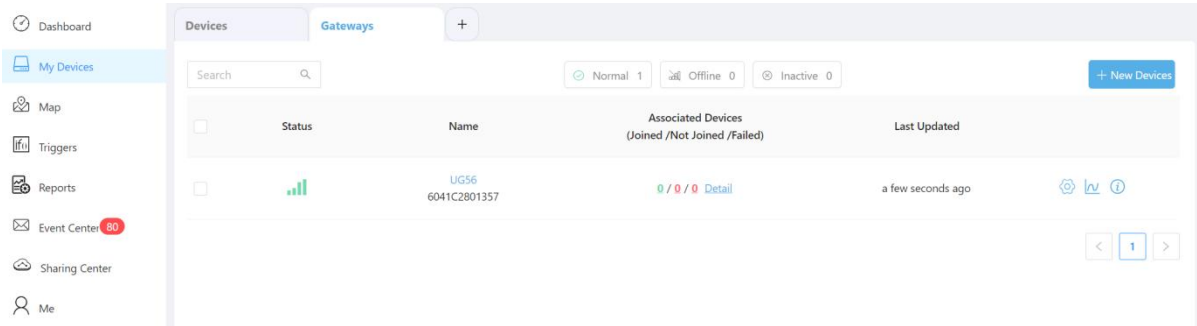 Dashboard
My Devices
Map
Triggers
Reports
Event Center 80
Sharing Center
Me
Devices
Gateways
+
Search
Normal 1
Offline 0
Inactive 0
+ New Devices
Status
Name
Associated Devices
(Joined /Not Joined /Failed)
Last Updated
UG56
6041C2801357
0 / 0 / 0 Detail
a few seconds ago
< 1 >